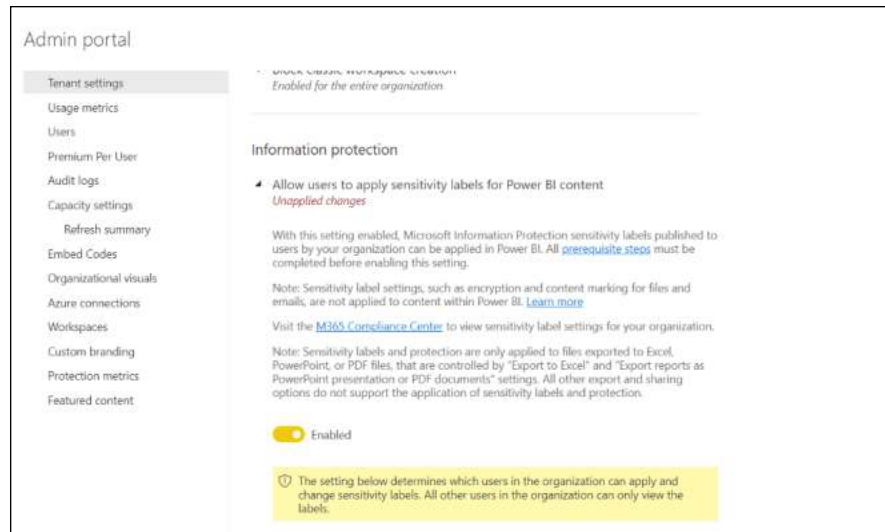 Admin portal
Tenant settings
Usage metrics
Users
Premium Per User
Audit logs
Capacity settings
Refresh summary
Embed Codes
Organizational visuals
Azure connections
Workspaces
Custom branding
Protection metrics
Featured content
Block classic workspace creation
Enabled for the entire organization
Information protection
Allow users to apply sensitivity labels for Power BI content
Unapplied changes
With this setting enabled, Microsoft Information Protection sensitivity labels published to
users by your organization can be applied in Power BI. All prerequisite steps must be
completed before enabling this setting.
Note: Sensitivity label settings, such as encryption and content marking for files and
emails, are not applied to content within Power BI. Learn more
Visit the M365 Compliance Center to view sensitivity label settings for your organization.
Note: Sensitivity labels and protection are only applied to files exported to Excel,
PowerPoint, or PDF files, that are controlled by "Export to Excel" and "Export reports as
PowerPoint presentation or PDF documents" settings. All other export and sharing
options do not support the application of sensitivity labels and protection.
Enabled
The setting below determines which users in the organization can apply and
change sensitivity labels. All other users in the organization can only view the
labels.